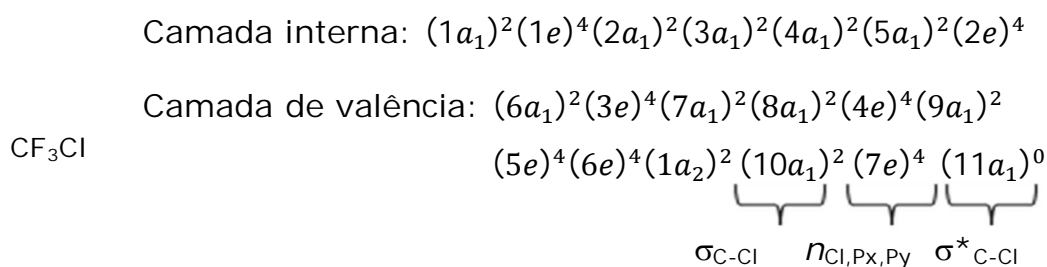 Camada interna: (1a₁)²(1e)⁴(2a₁)²(3a₁)²(4a₁)²(5a₁)²(2e)⁴
Camada de valência: (6a₁)²(3e)⁴(7a₁)²(8a₁)²(4e)⁴(9a₁)²
CF₃Cl
(5e)⁴(6e)⁴(1a₂)²(10a₁)² (7e)⁴ (11a₁)⁰
σC-Cl nCl,Px,Py σ*C-Cl